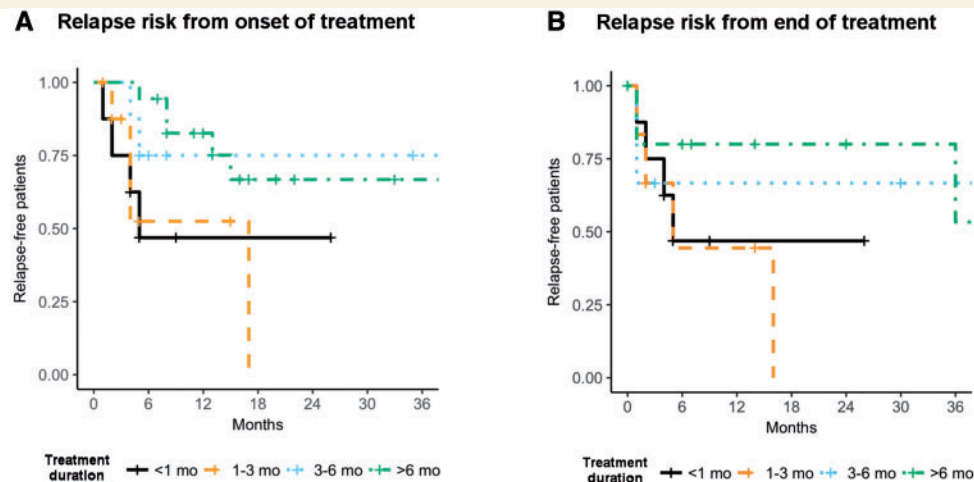 A Relapse risk from onset of treatment
Relapse-free patients
1.00
0.75
0.50
0.25
0.00
0 6 12 18 24 30 36
Months
Treatment duration <1 mo 1-3 mo 3-6 mo >6 mo
B Relapse risk from end of treatment
Relapse-free patients
1.00
0.75
0.50
0.25
0.00
0 6 12 18 24 30 36
Months
Treatment duration <1 mo 1-3 mo 3-6 mo >6 mo